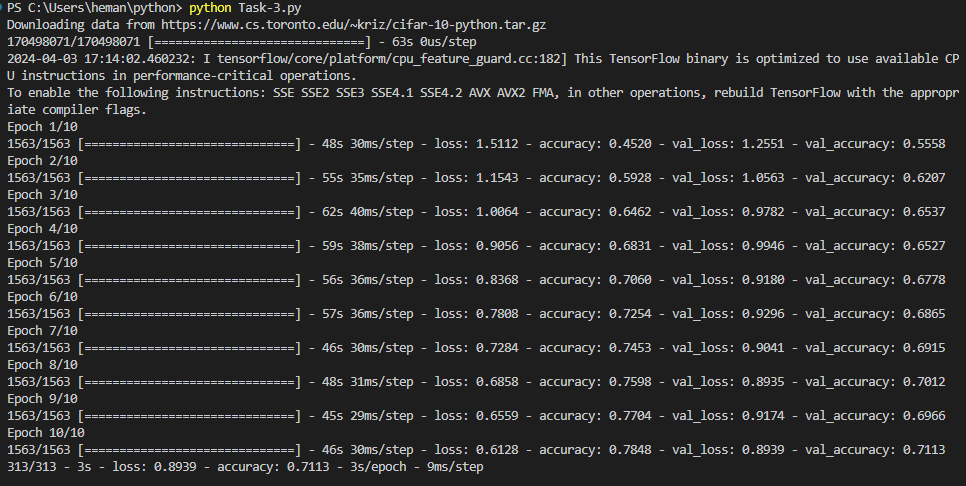 PS C:\Users\heman\python> python Task-3.py
Downloading data from https://www.cs.toronto.edu/~kriz/cifar-10-python.tar.gz
170498071/170498071 [==============================] - 63s 0us/step
2024-04-03 17:14:02.460232: I tensorflow/core/platform/cpu_feature_guard.cc:182] This TensorFlow binary is optimized to use available CP
U instructions in performance-critical operations.
To enable the following instructions: SSE SSE2 SSE3 SSE4.1 SSE4.2 AVX AVX2 FMA, in other operations, rebuild TensorFlow with the appropr
iate compiler flags.
Epoch 1/10
1563/1563 [==============================] - 48s 30ms/step - loss: 1.5112 - accuracy: 0.4520 - val_loss: 1.2551 - val_accuracy: 0.5558
Epoch 2/10
1563/1563 [==============================] - 55s 35ms/step - loss: 1.1543 - accuracy: 0.5928 - val_loss: 1.0563 - val_accuracy: 0.6207
Epoch 3/10
1563/1563 [==============================] - 62s 40ms/step - loss: 1.0064 - accuracy: 0.6462 - val_loss: 0.9782 - val_accuracy: 0.6537
Epoch 4/10
1563/1563 [==============================] - 59s 38ms/step - loss: 0.9056 - accuracy: 0.6831 - val_loss: 0.9946 - val_accuracy: 0.6527
Epoch 5/10
1563/1563 [==============================] - 56s 36ms/step - loss: 0.8368 - accuracy: 0.7060 - val_loss: 0.9180 - val_accuracy: 0.6778
Epoch 6/10
1563/1563 [==============================] - 57s 36ms/step - loss: 0.7808 - accuracy: 0.7254 - val_loss: 0.9296 - val_accuracy: 0.6865
Epoch 7/10
1563/1563 [==============================] - 46s 30ms/step - loss: 0.7284 - accuracy: 0.7453 - val_loss: 0.9041 - val_accuracy: 0.6915
Epoch 8/10
1563/1563 [==============================] - 48s 31ms/step - loss: 0.6858 - accuracy: 0.7598 - val_loss: 0.8935 - val_accuracy: 0.7012
Epoch 9/10
1563/1563 [==============================] - 45s 29ms/step - loss: 0.6559 - accuracy: 0.7704 - val_loss: 0.9174 - val_accuracy: 0.6966
Epoch 10/10
1563/1563 [==============================] - 46s 30ms/step - loss: 0.6128 - accuracy: 0.7848 - val_loss: 0.8939 - val_accuracy: 0.7113
313/313 - 3s - loss: 0.8939 - accuracy: 0.7113 - 3s/epoch - 9ms/step